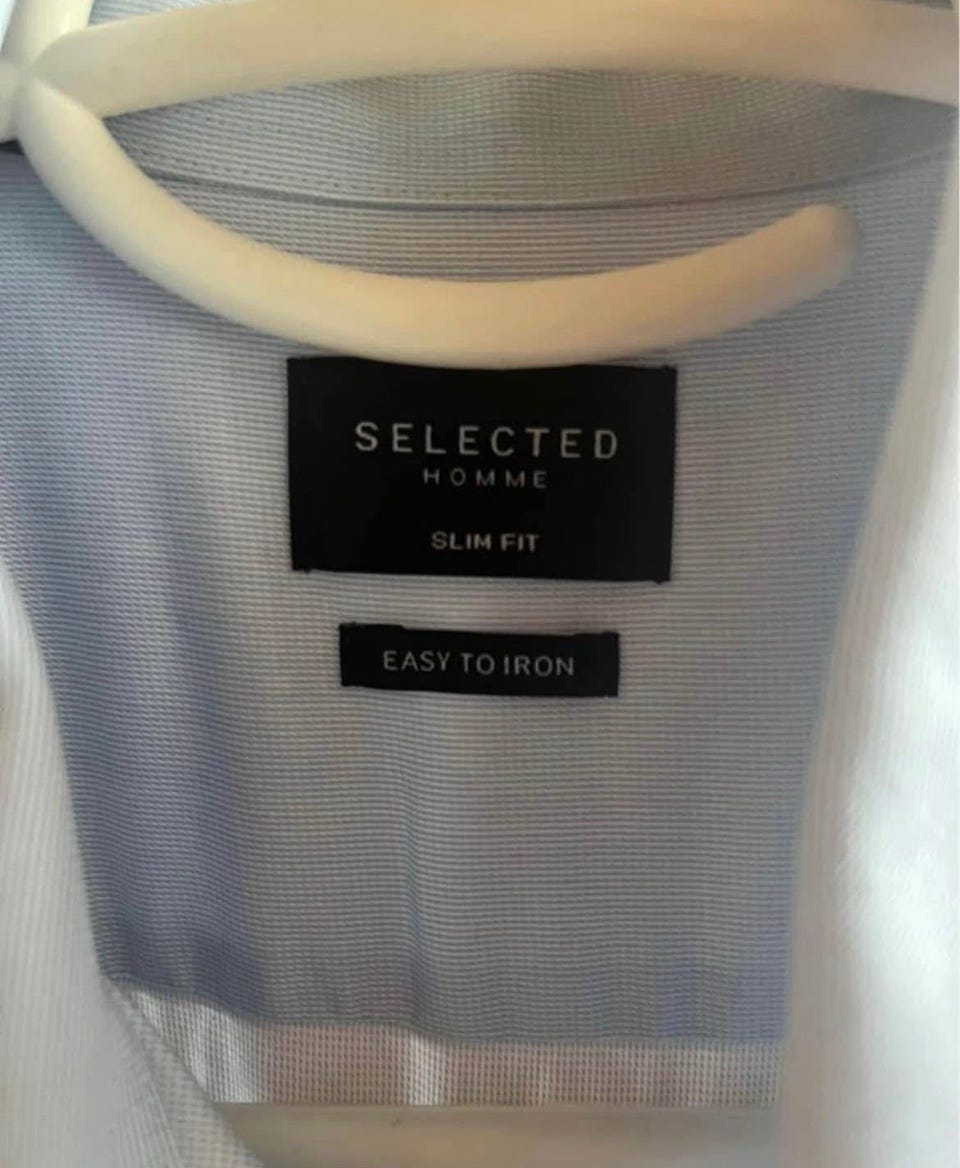 SELECTED
HOMME
SLIM FIT
EASY TO IRON